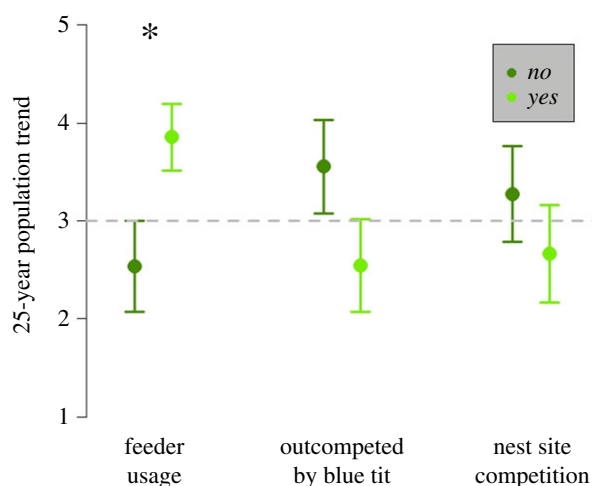 5
*
no
yes
4
3
2
1
25-year population trend
feeder
usage
outcompeted
by blue tit
nest site
competition